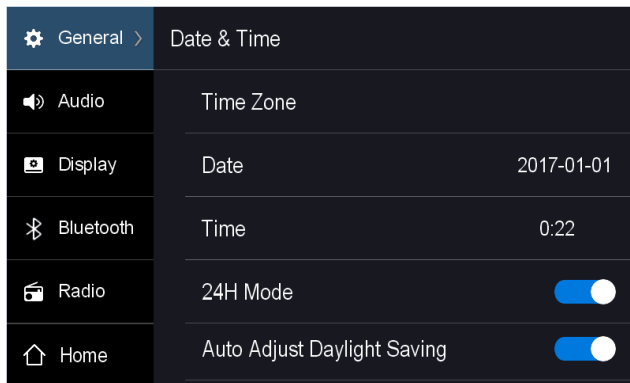 General
Date & Time
Audio
Time Zone
Display
Date
2017-01-01
Bluetooth
Time
0:22
Radio
24H Mode
Home
Auto Adjust Daylight Saving